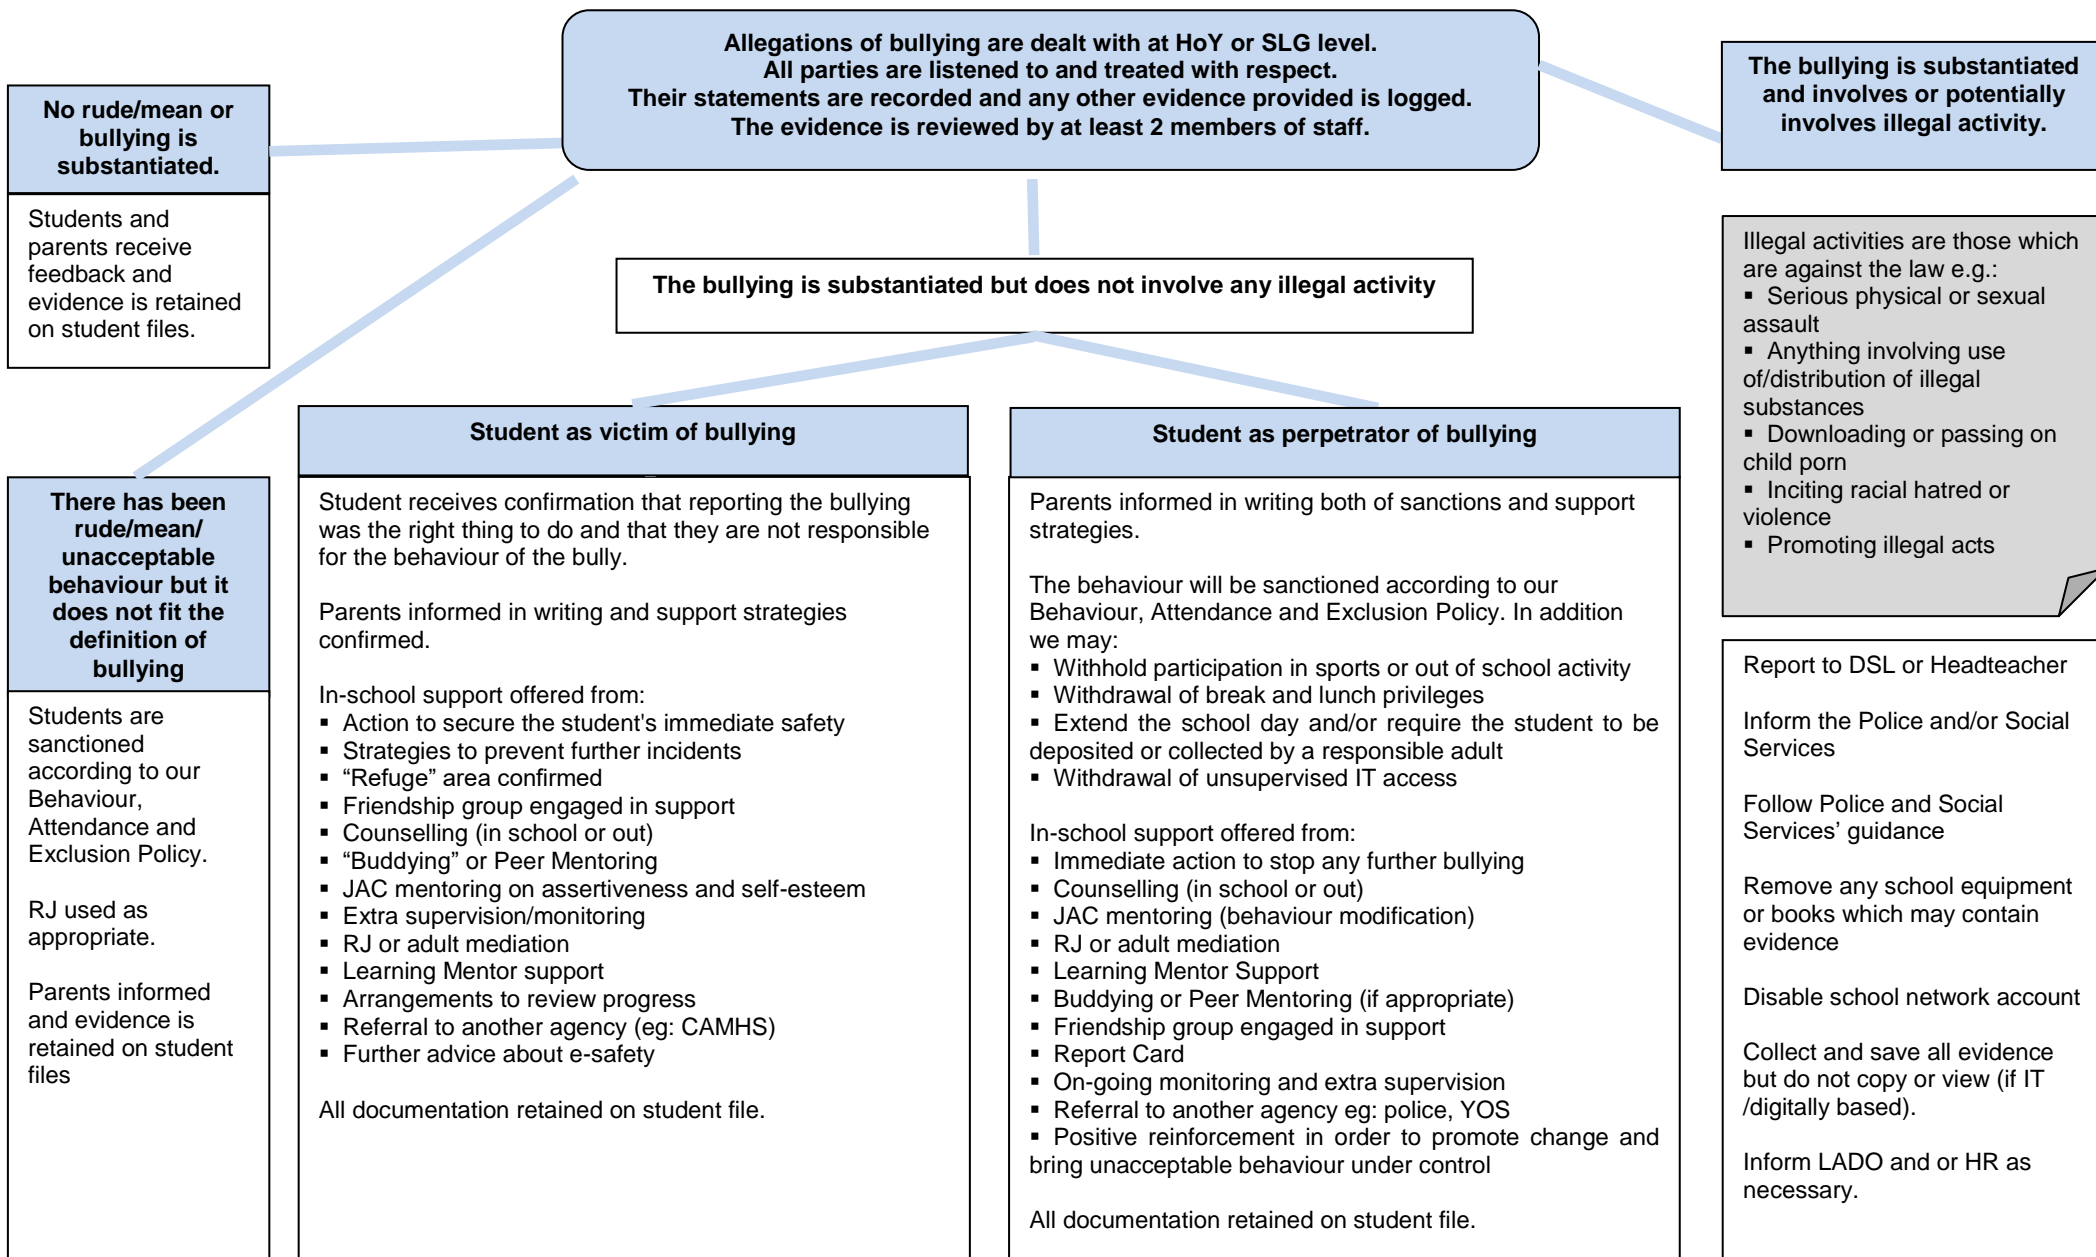 Allegations of bullying are dealt with at HoY or SLG level.
All parties are listened to and treated with respect.
Their statements are recorded and any other evidence provided is logged.
The evidence is reviewed by at least 2 members of staff.
No rude/mean or
bullying is
substantiated.
Students and
parents receive
feedback and
evidence is retained
on student files.
There has been
rude/mean/
unacceptable
behaviour but it
does not fit the
definition of
bullying
Students are
sanctioned
according to our
Behaviour,
Attendance and
Exclusion Policy.
RJ used as
appropriate.
Parents informed
and evidence is
retained on student
files
The bullying is substantiated but does not involve any illegal activity
Student as victim of bullying
Student receives confirmation that reporting the bullying
was the right thing to do and that they are not responsible
for the behaviour of the bully.
Parents informed in writing and support strategies
confirmed.
In-school support offered from:
▪ Action to secure the student's immediate safety
▪ Strategies to prevent further incidents
▪ “Refuge” area confirmed
▪ Friendship group engaged in support
▪ Counselling (in school or out)
▪ “Buddying” or Peer Mentoring
▪ JAC mentoring on assertiveness and self-esteem
▪ Extra supervision/monitoring
▪ RJ or adult mediation
▪ Learning Mentor support
▪ Arrangements to review progress
▪ Referral to another agency (eg: CAMHS)
▪ Further advice about e-safety
All documentation retained on student file.
Student as perpetrator of bullying
Parents informed in writing both of sanctions and support
strategies.
The behaviour will be sanctioned according to our
Behaviour, Attendance and Exclusion Policy. In addition
we may:
▪ Withhold participation in sports or out of school activity
▪ Withdrawal of break and lunch privileges
▪ Extend the school day and/or require the student to be
deposited or collected by a responsible adult
▪ Withdrawal of unsupervised IT access
In-school support offered from:
▪ Immediate action to stop any further bullying
▪ Counselling (in school or out)
▪ JAC mentoring (behaviour modification)
▪ RJ or adult mediation
▪ Learning Mentor Support
▪ Buddying or Peer Mentoring (if appropriate)
▪ Friendship group engaged in support
▪ Report Card
▪ On-going monitoring and extra supervision
▪ Referral to another agency eg: police, YOS
▪ Positive reinforcement in order to promote change and
bring unacceptable behaviour under control
All documentation retained on student file.
The bullying is substantiated
and involves or potentially
involves illegal activity.
Illegal activities are those which
are against the law e.g.:
▪ Serious physical or sexual
assault
▪ Anything involving use
of/distribution of illegal
substances
▪ Downloading or passing on
child porn
▪ Inciting racial hatred or
violence
▪ Promoting illegal acts
Report to DSL or Headteacher
Inform the Police and/or Social
Services
Follow Police and Social
Services’ guidance
Remove any school equipment
or books which may contain
evidence
Disable school network account
Collect and save all evidence
but do not copy or view (if IT
/digitally based).
Inform LADO and or HR as
necessary.